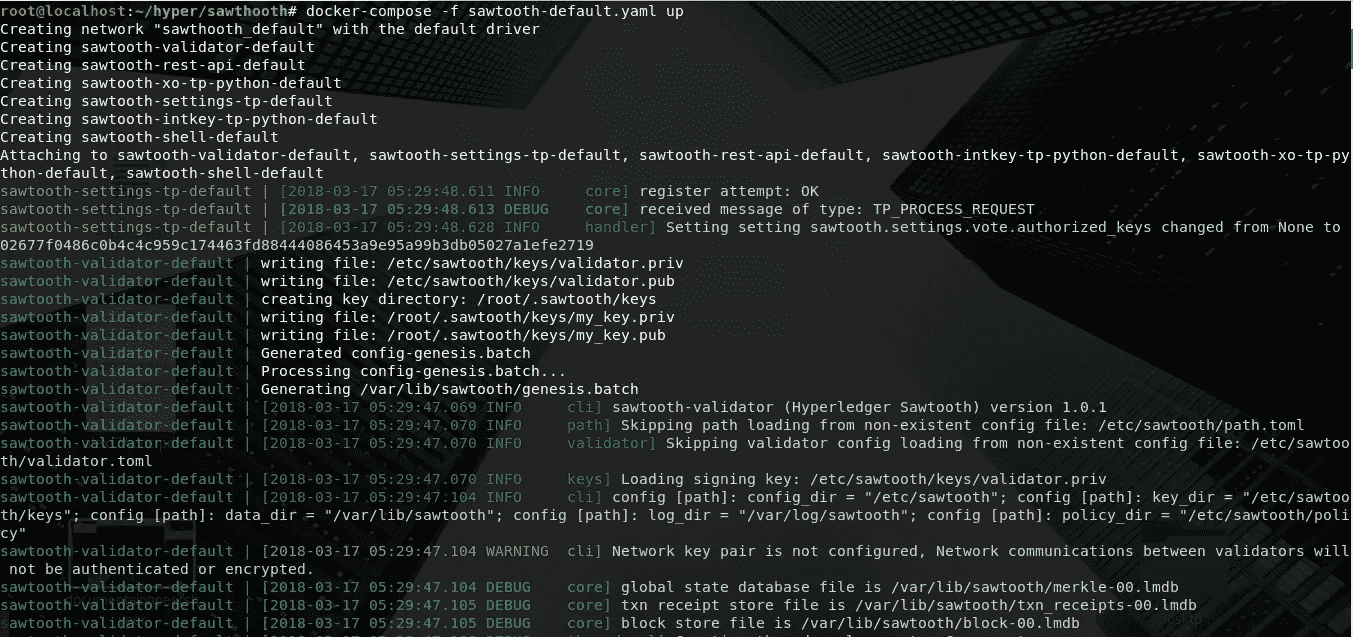 root@localhost:~/hyper/sawthooth# docker-compose -f sawtooth-default.yaml up
Creating network "sawthooth_default" with the default driver
Creating sawtooth-validator-default
Creating sawtooth-rest-api-default
Creating sawtooth-xo-tp-python-default
Creating sawtooth-settings-tp-default
Creating sawtooth-intkey-tp-python-default
Creating sawtooth-shell-default
Attaching to sawtooth-validator-default, sawtooth-settings-tp-default, sawtooth-rest-api-default, sawtooth-intkey-tp-python-default, sawtooth-xo-tp-py
thon-default, sawtooth-shell-default
sawtooth-settings-tp-default | [2018-03-17 05:29:48.611 INFO     core] register attempt: OK
sawtooth-settings-tp-default | [2018-03-17 05:29:48.613 DEBUG    core] received message of type: TP_PROCESS_REQUEST
sawtooth-settings-tp-default | [2018-03-17 05:29:48.628 INFO     handler] Setting setting sawtooth.settings.vote.authorized_keys changed from None to
02677f0486c0b4c4c959c174463fd88444086453a9e95a99b3db05027a1efe2719
sawtooth-validator-default | writing file: /etc/sawtooth/keys/validator.priv
sawtooth-validator-default | writing file: /etc/sawtooth/keys/validator.pub
sawtooth-validator-default | creating key directory: /root/.sawtooth/keys
sawtooth-validator-default | writing file: /root/.sawtooth/keys/my_key.priv
sawtooth-validator-default | writing file: /root/.sawtooth/keys/my_key.pub
sawtooth-validator-default | Generated config-genesis.batch
sawtooth-validator-default | Processing config-genesis.batch...
sawtooth-validator-default | Generating /var/lib/sawtooth/genesis.batch
sawtooth-validator-default | [2018-03-17 05:29:47.069 INFO     cli] sawtooth-validator (Hyperledger Sawtooth) version 1.0.1
sawtooth-validator-default | [2018-03-17 05:29:47.070 INFO     path] Skipping path loading from non-existent config file: /etc/sawtooth/path.toml
sawtooth-validator-default | [2018-03-17 05:29:47.070 INFO     validator] Skipping validator config loading from non-existent config file: /etc/sawtoo
th/validator.toml
sawtooth-validator-default | [2018-03-17 05:29:47.070 INFO     keys] Loading signing key: /etc/sawtooth/keys/validator.priv
sawtooth-validator-default | [2018-03-17 05:29:47.104 INFO     cli] config [path]: config_dir = "/etc/sawtooth"; config [path]: key_dir = "/etc/sawtoo
th/keys"; config [path]: data_dir = "/var/lib/sawtooth"; config [path]: log_dir = "/var/log/sawtooth"; config [path]: policy_dir = "/etc/sawtooth/poli
cy"
sawtooth-validator-default | [2018-03-17 05:29:47.104 WARNING  cli] Network key pair is not configured, Network communications between validators will
not be authenticated or encrypted.
sawtooth-validator-default | [2018-03-17 05:29:47.104 DEBUG    core] global state database file is /var/lib/sawtooth/merkle-00.lmdb
sawtooth-validator-default | [2018-03-17 05:29:47.105 DEBUG    core] txn receipt store file is /var/lib/sawtooth/txn_receipts-00.lmdb
sawtooth-validator-default | [2018-03-17 05:29:47.105 DEBUG    core] block store file is /var/lib/sawtooth/block-00.lmdb